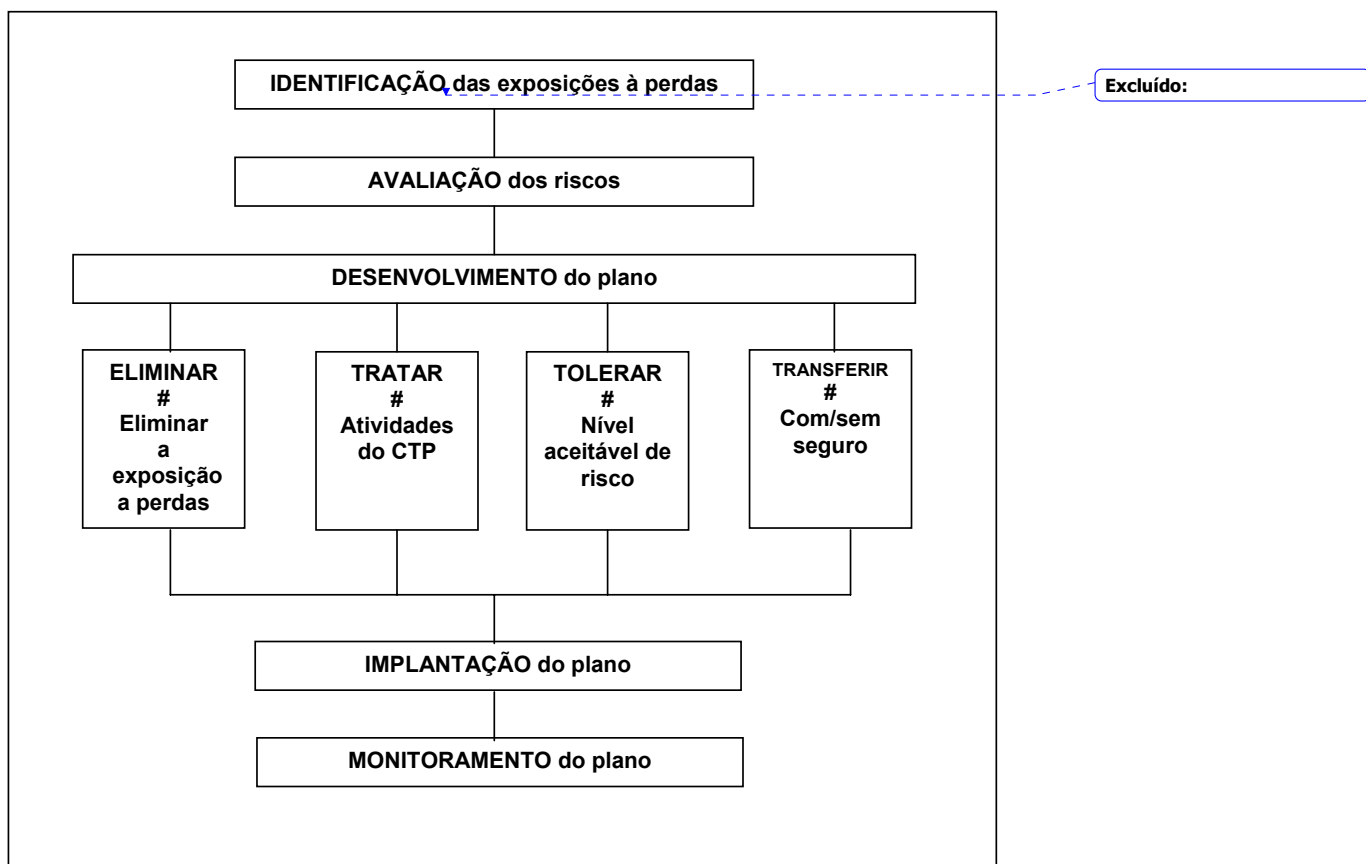 IDENTIFICAÇÃO das exposições à perdas
Excluído:
AVALIAÇÃO dos riscos
DESENVOLVIMENTO do plano
ELIMINAR
#
Eliminar
a
exposição
a perdas
TRATAR
#
Atividades
do CTP
TOLERAR
#
Nível
aceitável de
risco
TRANSFERIR
#
Com/sem
seguro
IMPLANTAÇÃO do plano
MONITORAMENTO do plano